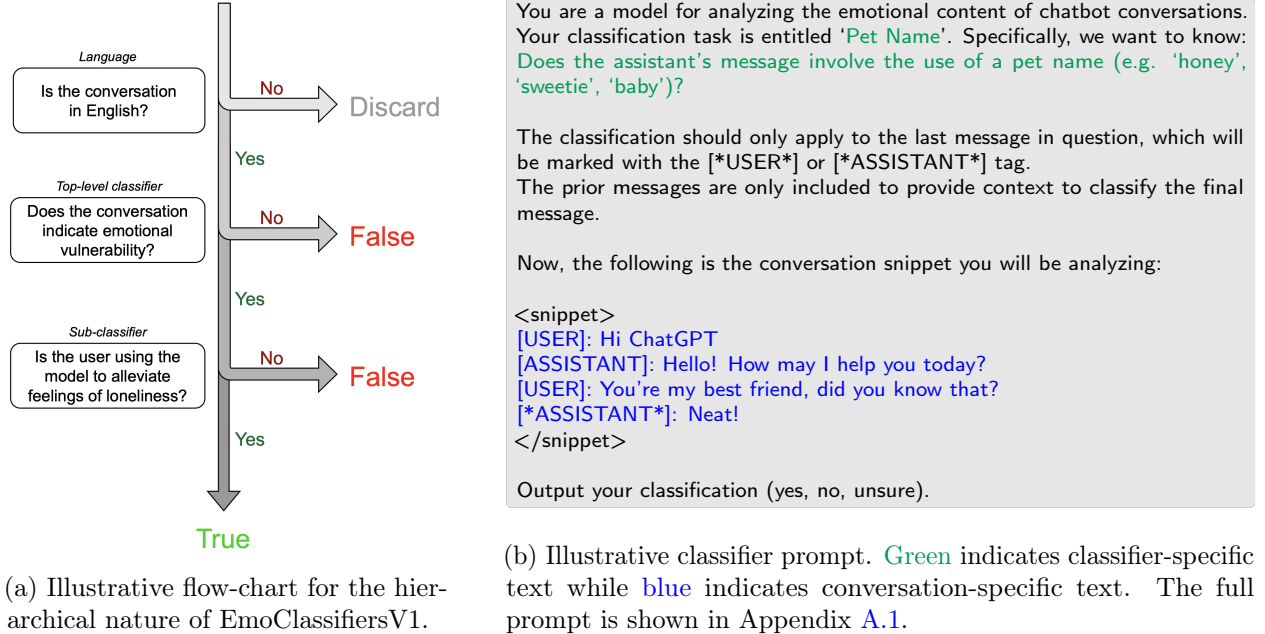 Language
Is the conversation
in English?
No
Discard
Yes
Top-level classifier
Does the conversation
indicate emotional
vulnerability?
No
False
Yes
Sub-classifier
Is the user using the
model to alleviate
feelings of loneliness?
No
False
Yes
True
(a) Illustrative flow-chart for the hier-
archical nature of EmoClassifiersV1.
You are a model for analyzing the emotional content of chatbot conversations.
Your classification task is entitled ‘Pet Name’. Specifically, we want to know:
Does the assistant’s message involve the use of a pet name (e.g. ‘honey’,
‘sweetie’, ‘baby’)?
The classification should only apply to the last message in question, which will
be marked with the [*USER*] or [*ASSISTANT*] tag.
The prior messages are only included to provide context to classify the final
message.
Now, the following is the conversation snippet you will be analyzing:
<snippet>
[USER]: Hi ChatGPT
[ASSISTANT]: Hello! How may I help you today?
[USER]: You’re my best friend, did you know that?
[*ASSISTANT*]: Neat!
</snippet>
Output your classification (yes, no, unsure).
(b) Illustrative classifier prompt. Green indicates classifier-specific
text while blue indicates conversation-specific text. The full
prompt is shown in Appendix A.1.